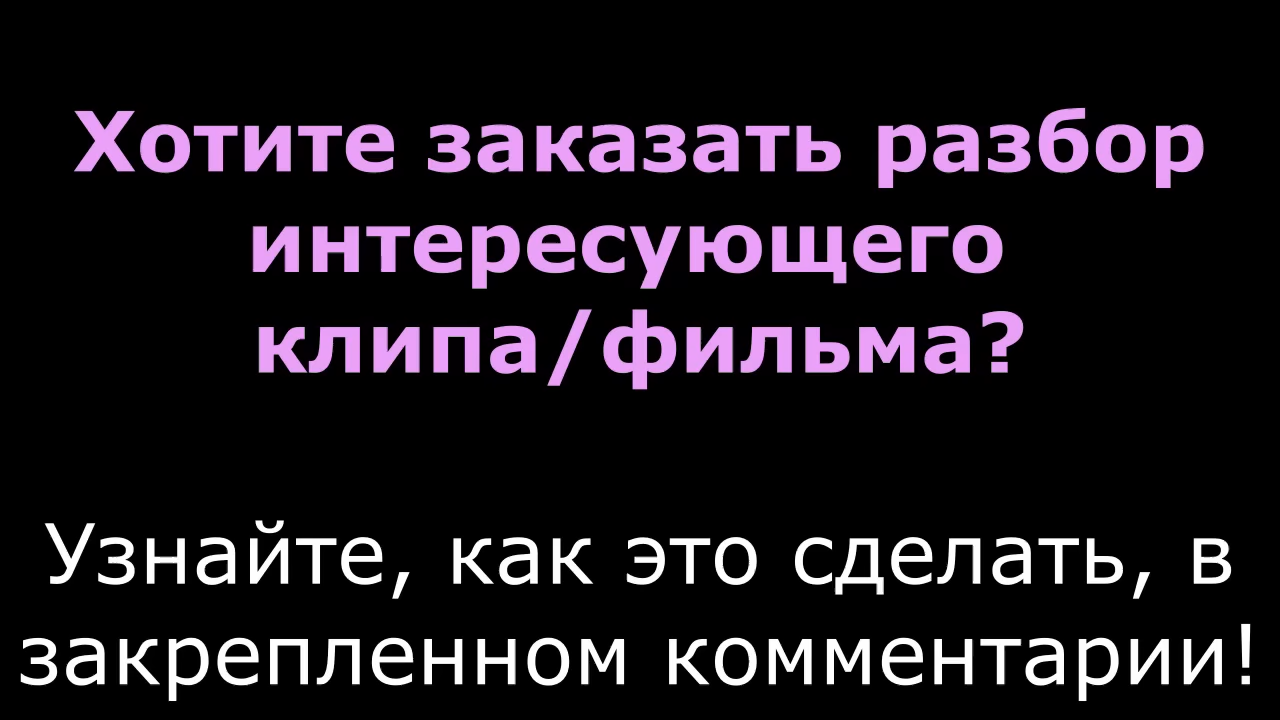 Хотите заказать разбор
интересующего
клипа/фильма?
Узнайте, как это сделать, в
закрепленном комментарии!